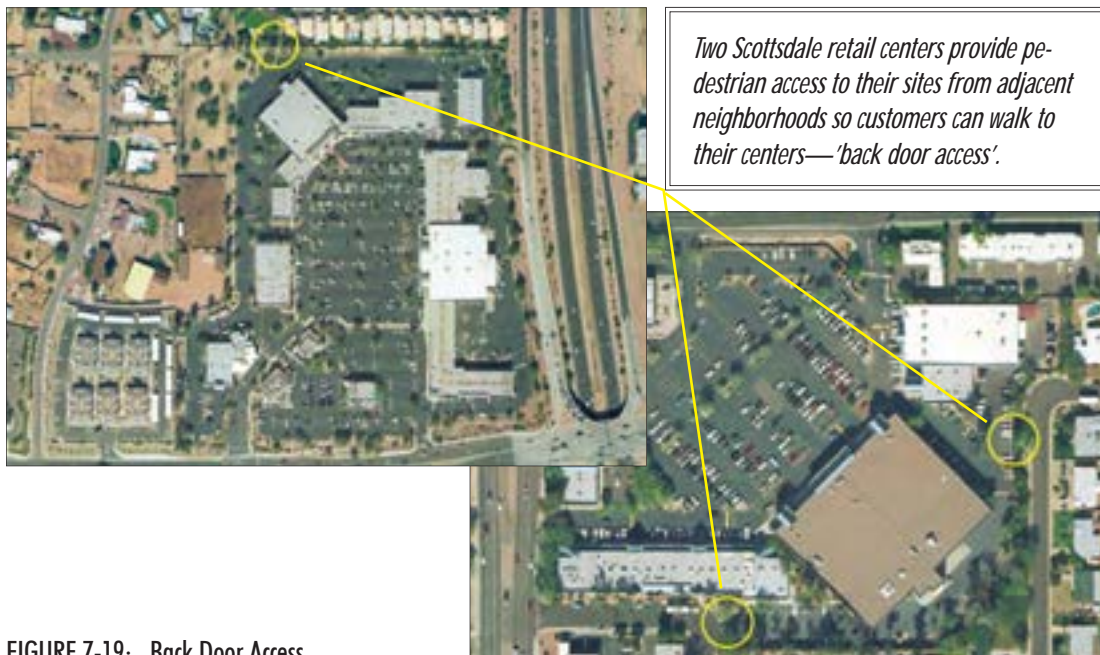 Two Scottsdale retail centers provide pe-
destrian access to their sites from adjacent
neighborhoods so customers can walk to
their centers—'back door access'.
FIGURE 7-19: Back Door Access